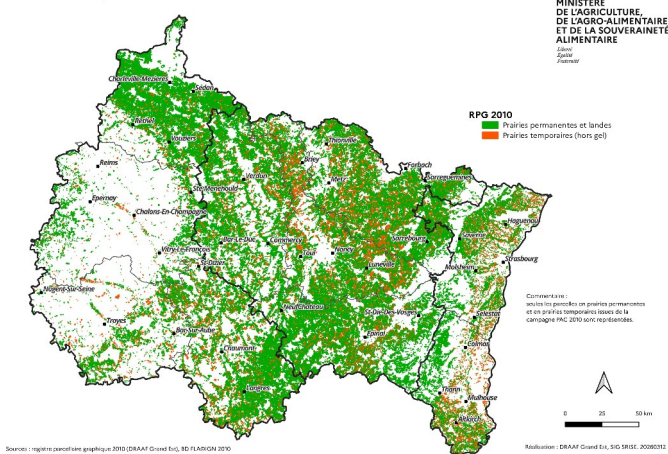 MINISTÈRE
DE L'AGRICULTURE,
DE L'AGRO-ALIMENTAIRE
ET DE LA SOUVERAINETÉ
ALIMENTAIRE
Liberté
Égalité
Fraternité
RPG 2010
Prairies permanentes et landes
Prairies temporaires (hors gel)
Charleville-Mézières
Sedan
Rethel
Vouziers
Thionville
Briey
Forbach
Reims
Verdun
Metz
Sarreguemines
Ste-Menehould
Epernay
Chalons-En-Champagne
Haguenau
Bar-Le-Duc
Commercy
Sarrebourg
Saverne
Vitry-Le-François
Toul
Nancy
Strasbourg
St-Dizier
Lunéville
Molsheim
Nogent-Sur-Seine
Neufchateau
St-Dié-Des-Vosges
Selestat
Troyes
Bar-Sur-Aube
Epinal
Colmar
Chaumont
Langres
Thann
Mulhouse
Altkirch
Commentaire :
seules les parcelles en prairies permanentes
et en prairies temporaires issues de la
campagne PAC 2010 sont représentées.
0 25 50 km
Sources : registre parcellaire graphique 2010 (DRAAF Grand Est), BD FLARIGN 2010
Réalisation : DRAAF Grand Est, SIG SRISE. 20260312